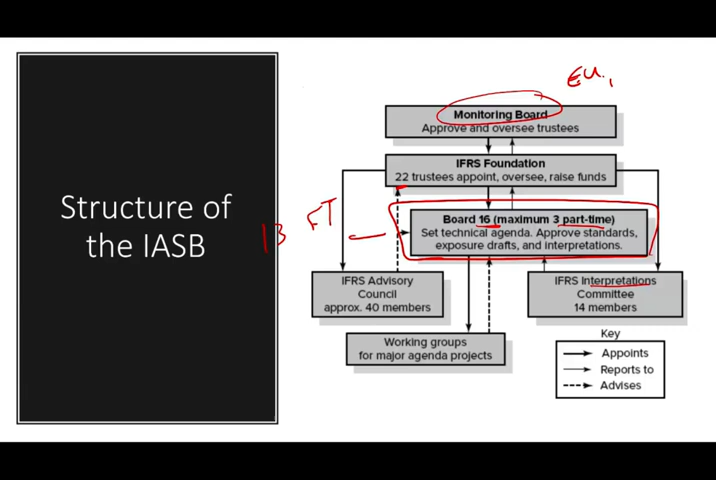 Structure of
the IASB
EU,
Monitoring Board
Approve and oversee trustees
IFRS Foundation
22 trustees appoint, oversee, raise funds
13 FT
Board 16 (maximum 3 part-time)
Set technical agenda. Approve standards,
exposure drafts, and interpretations.
IFRS Advisory
Council
approx. 40 members
IFRS Interpretations
Committee
14 members
Working groups
for major agenda projects
Key
Appoints
Reports to
Advises